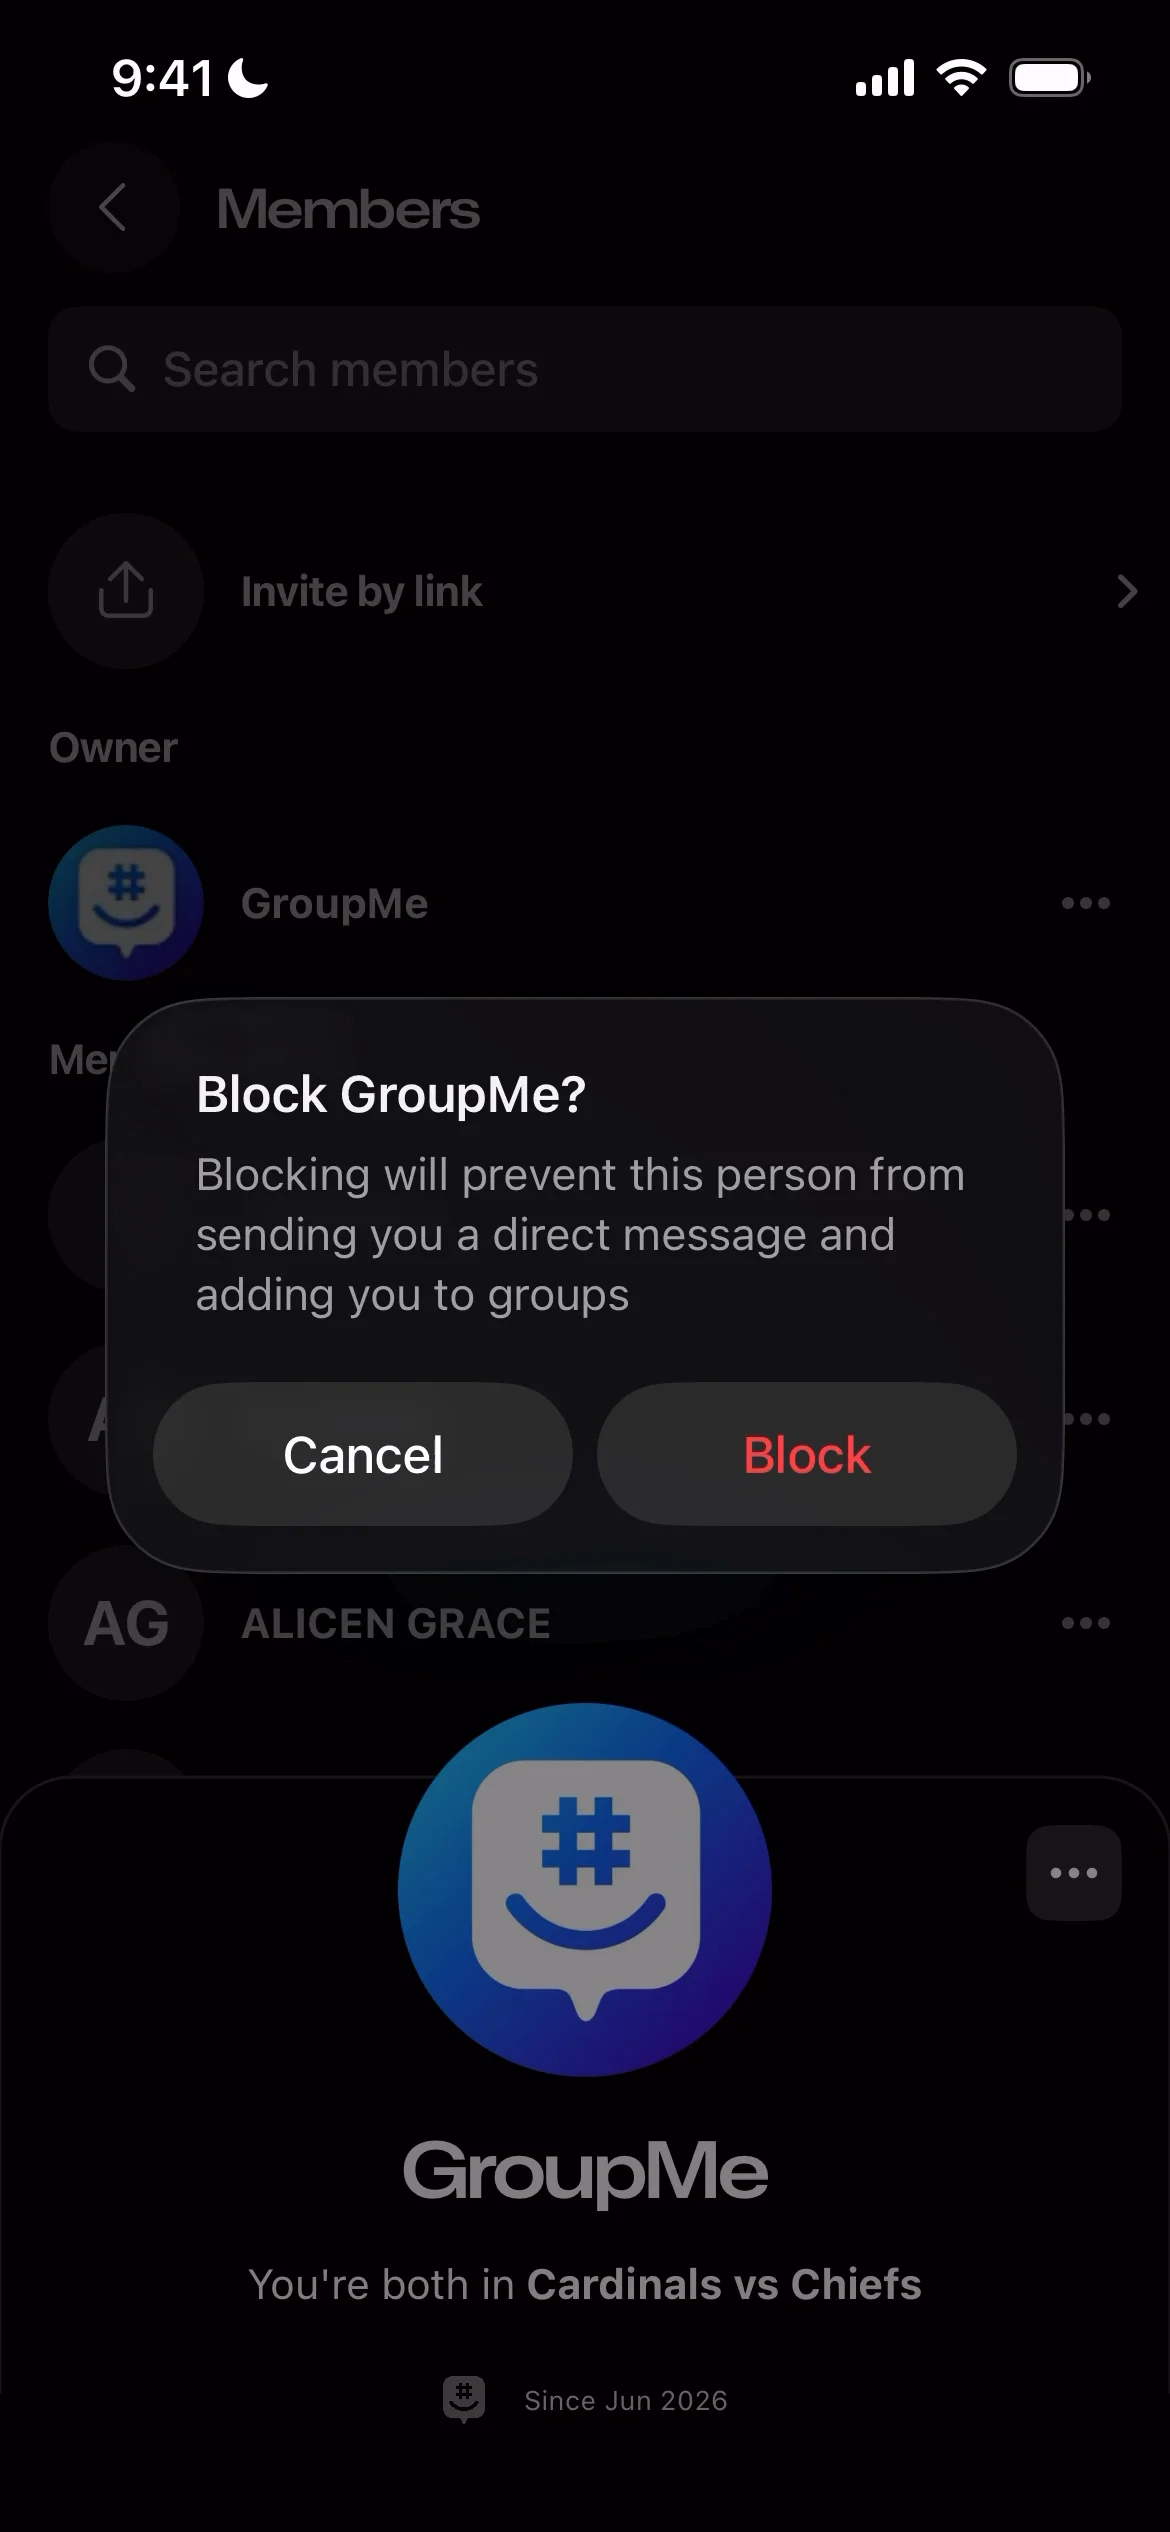 9:41
Members
Search members
Invite by link
Owner
GroupMe
Block GroupMe?
Blocking will prevent this person from
sending you a direct message and
adding you to groups
Cancel
Block
AG
ALICEN GRACE
GroupMe
You're both in Cardinals vs Chiefs
Since Jun 2026